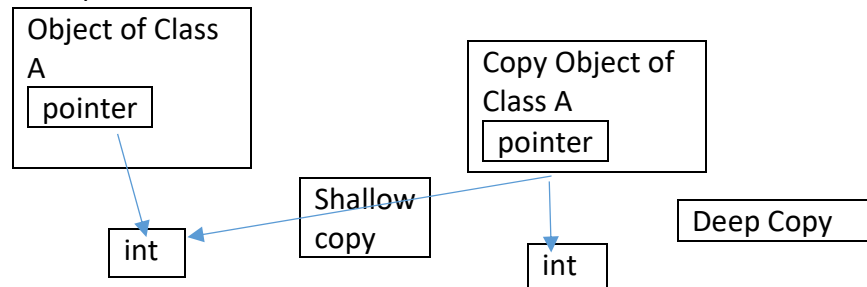 Object of Class
A
pointer
Copy Object of
Class A
pointer
Shallow
copy
Deep Copy
int
int